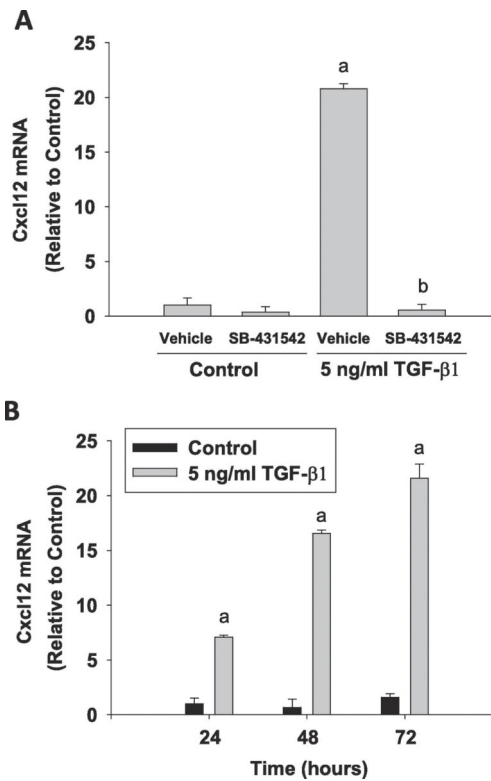 A
Cxcl12 mRNA
(Relative to Control)
25
20
15
10
5
0
a
b
Vehicle SB-431542 Vehicle SB-431542
Control 5 ng/ml TGF-β1
B
Cxcl12 mRNA
(Relative to Control)
25
20
15
10
5
0
Control
5 ng/ml TGF-β1
a
a
a
24 48 72
Time (hours)